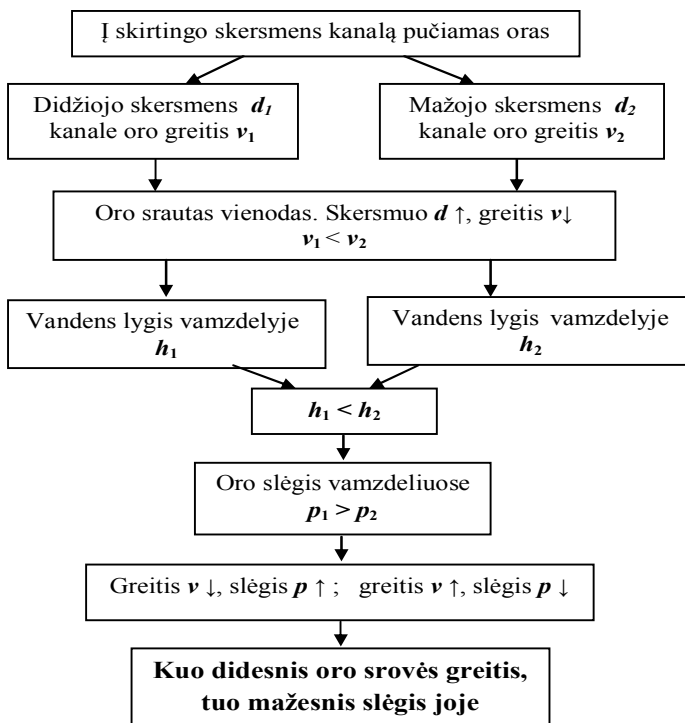 Į skirtingo skersmens kanalą pučiamas oras
Didžiojo skersmens d₁
kanale oro greitis v₁
Mažojo skersmens d₂
kanale oro greitis v₂
Oro srautas vienodas. Skersmuo d ↑, greitis v↓
v₁ < v₂
Vandens lygis vamzdelyje
h₁
Vandens lygis vamzdelyje
h₂
h₁ < h₂
Oro slėgis vamzdeliuose
p₁ > p₂
Greitis v ↓, slėgis p ↑ ; greitis v ↑, slėgis p ↓
Kuo didesnis oro srovės greitis,
tuo mažesnis slėgis joje